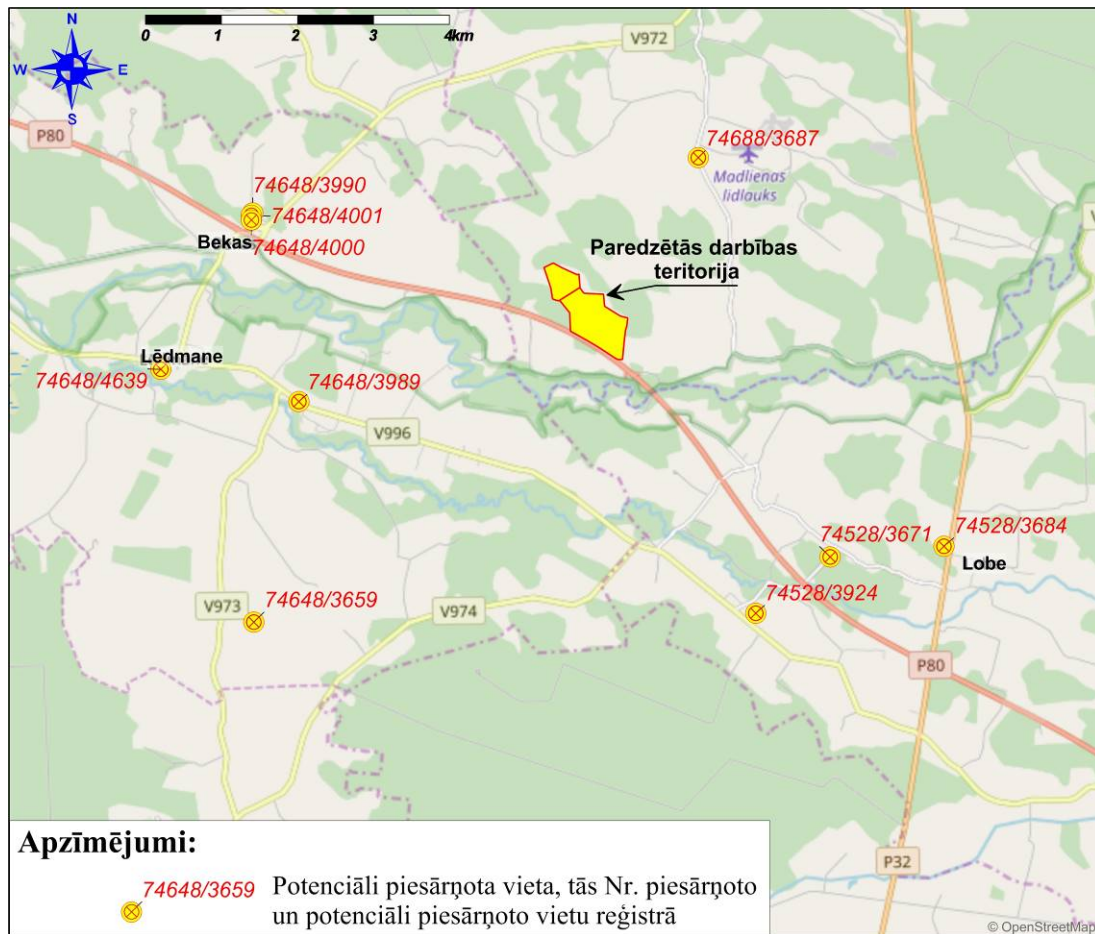 N
W
E
S
0 1 2 3 4km
V972
P80
74688/3687
Madlienas
lidlauks
74648/3990
74648/4001
74648/4000
Bekas
Paredzētās darbības
teritorija
Lēdmane
74648/4639
74648/3989
V996
74528/3671
74528/3684
Lobe
74528/3924
V973
74648/3659
V974
P80
P32
Apzīmējumi:
74648/3659 Potenciāli piesārņota vieta, tās Nr. piesārņoto
un potenciāli piesārņoto vietu reģistrā
© OpenStreetMap